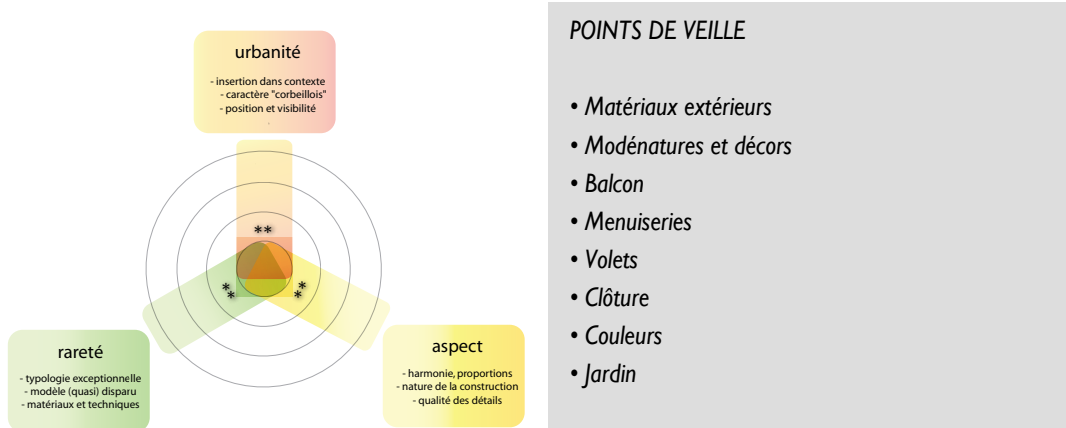 urbanité
- insertion dans contexte
- caractère "corbeillois"
- position et visibilité
**
**
**
rareté
- typologie exceptionnelle
- modèle (quasi) disparu
- matériaux et techniques
aspect
- harmonie, proportions
- nature de la construction
- qualité des détails
POINTS DE VEILLE
• Matériaux extérieurs
• Modénatures et décors
• Balcon
• Menuiseries
• Volets
• Clôture
• Couleurs
• Jardin